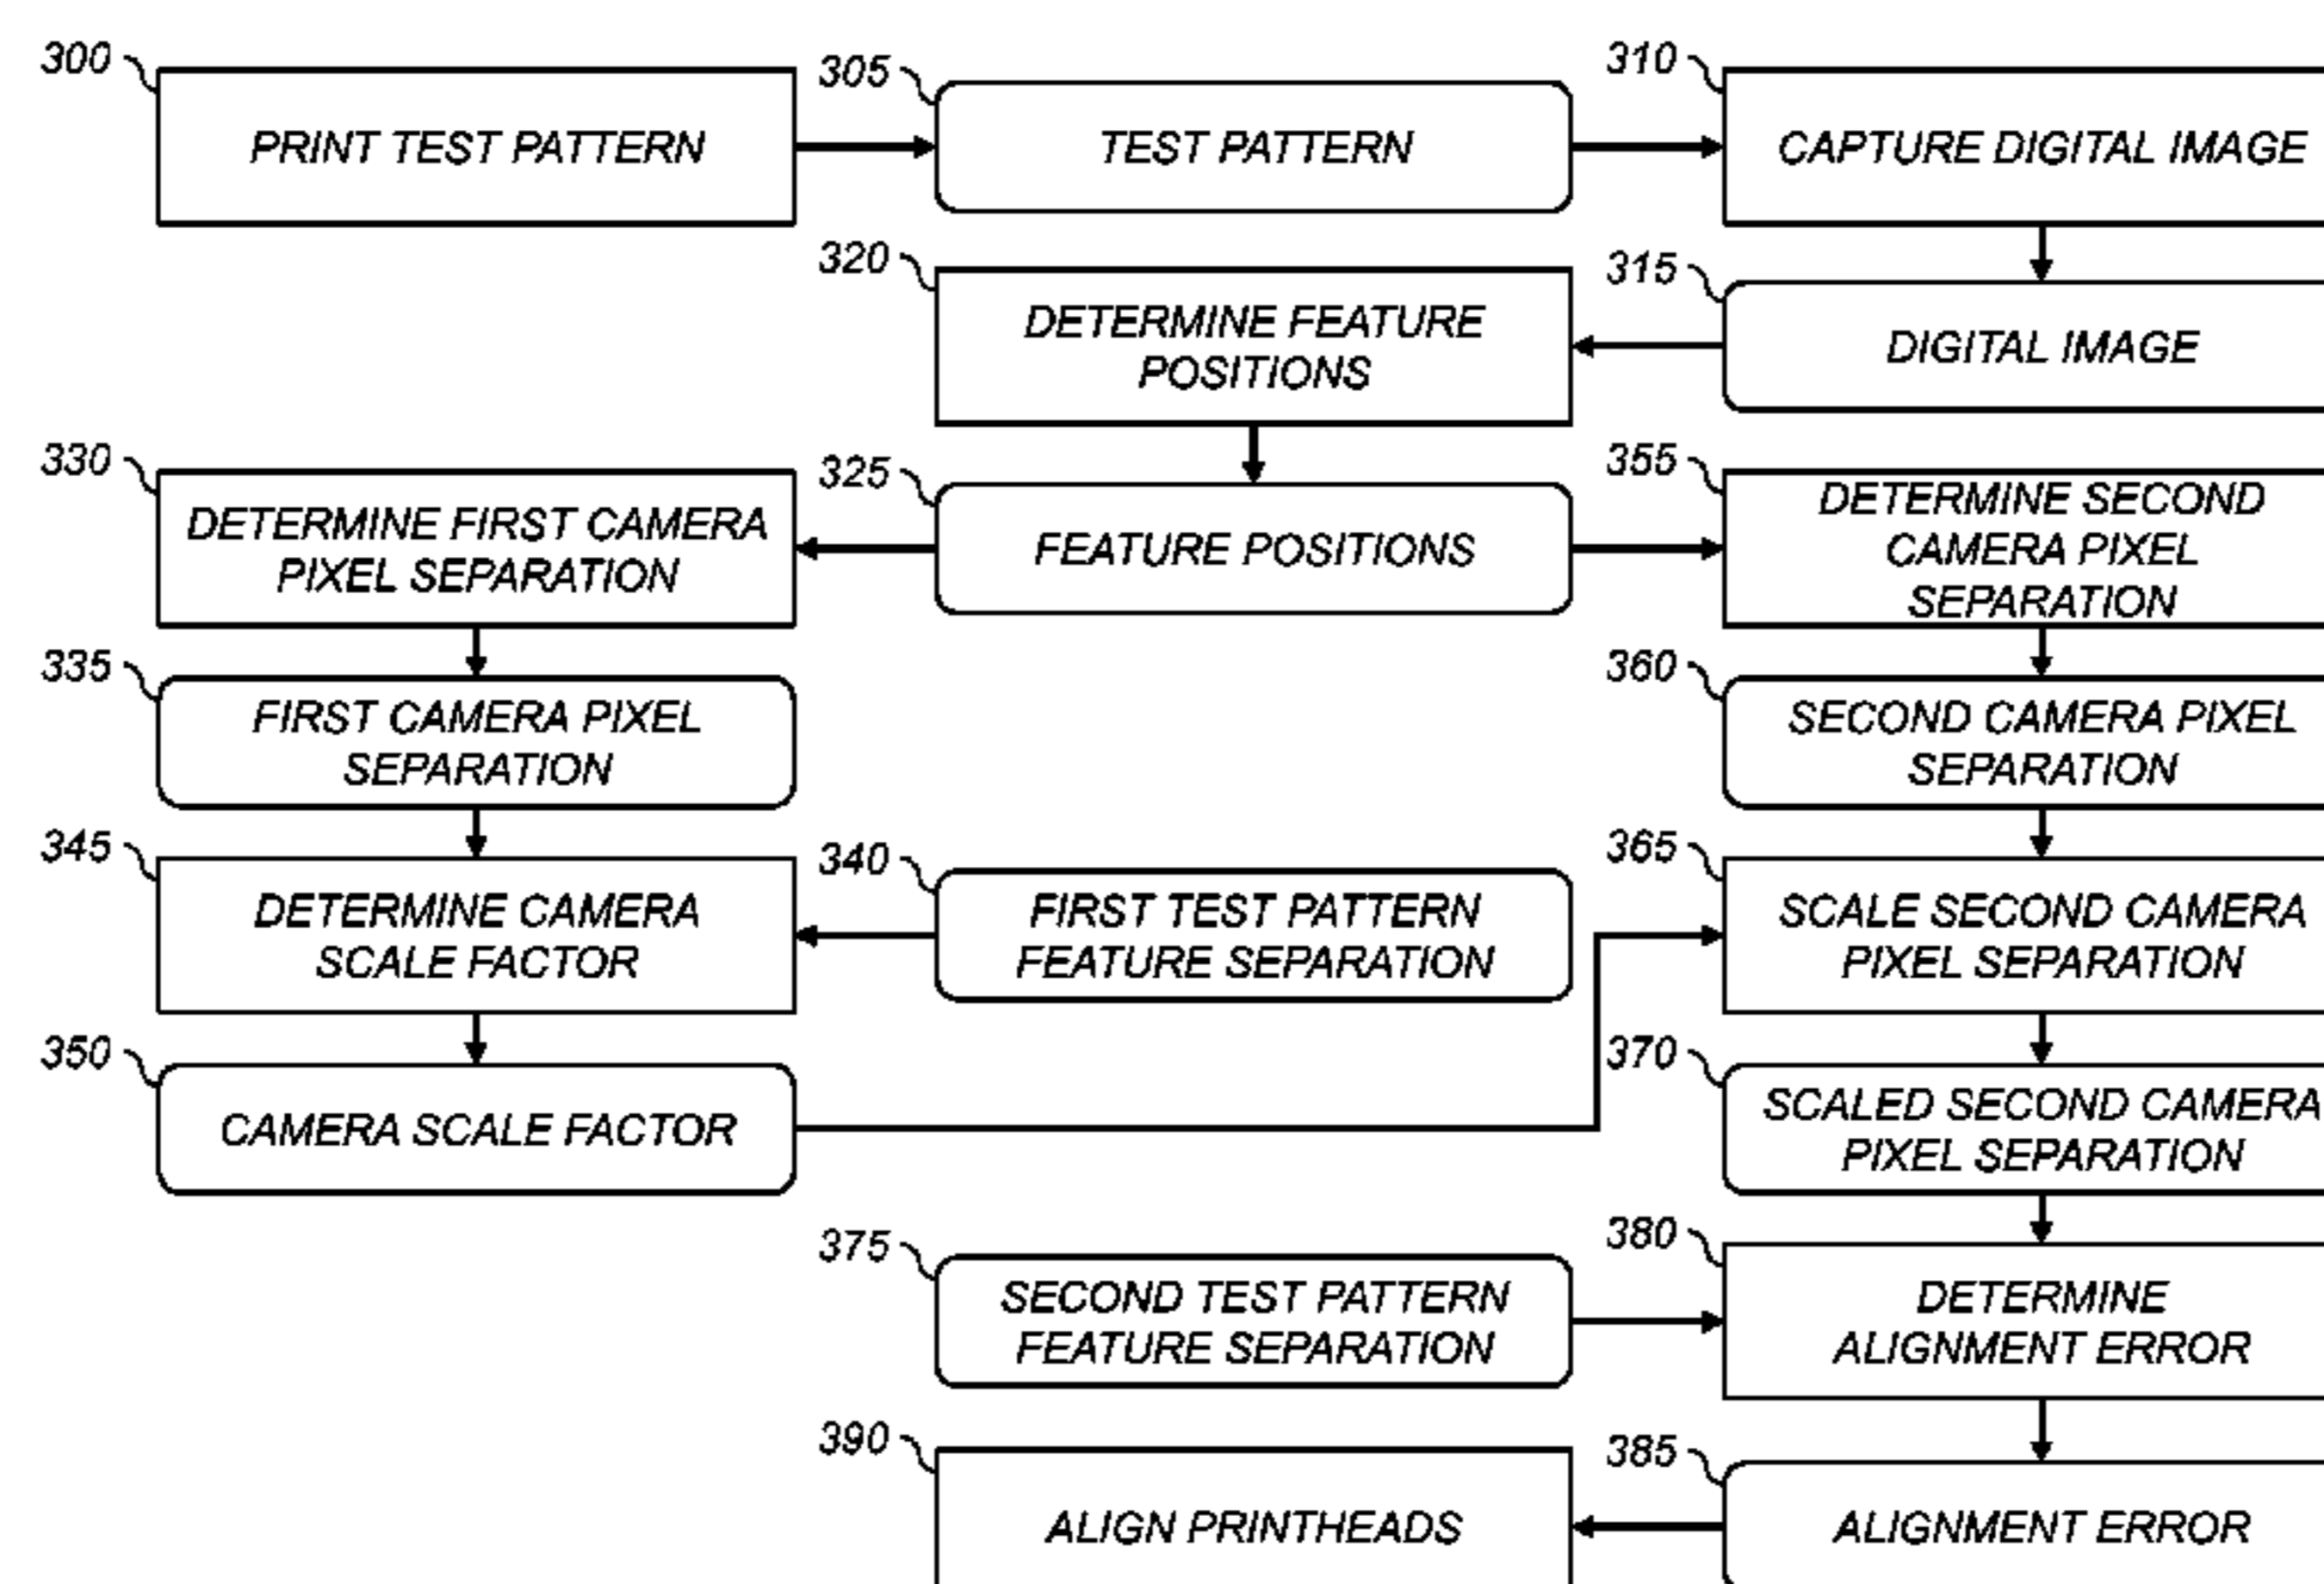 300
PRINT TEST PATTERN
305
TEST PATTERN
310
CAPTURE DIGITAL IMAGE
320
DETERMINE FEATURE
POSITIONS
315
DIGITAL IMAGE
330
DETERMINE FIRST CAMERA
PIXEL SEPARATION
325
FEATURE POSITIONS
355
DETERMINE SECOND
CAMERA PIXEL
SEPARATION
335
FIRST CAMERA PIXEL
SEPARATION
360
SECOND CAMERA PIXEL
SEPARATION
345
DETERMINE CAMERA
SCALE FACTOR
340
FIRST TEST PATTERN
FEATURE SEPARATION
365
SCALE SECOND CAMERA
PIXEL SEPARATION
350
CAMERA SCALE FACTOR
370
SCALED SECOND CAMERA
PIXEL SEPARATION
375
SECOND TEST PATTERN
FEATURE SEPARATION
380
DETERMINE
ALIGNMENT ERROR
390
ALIGN PRINTHEADS
385
ALIGNMENT ERROR